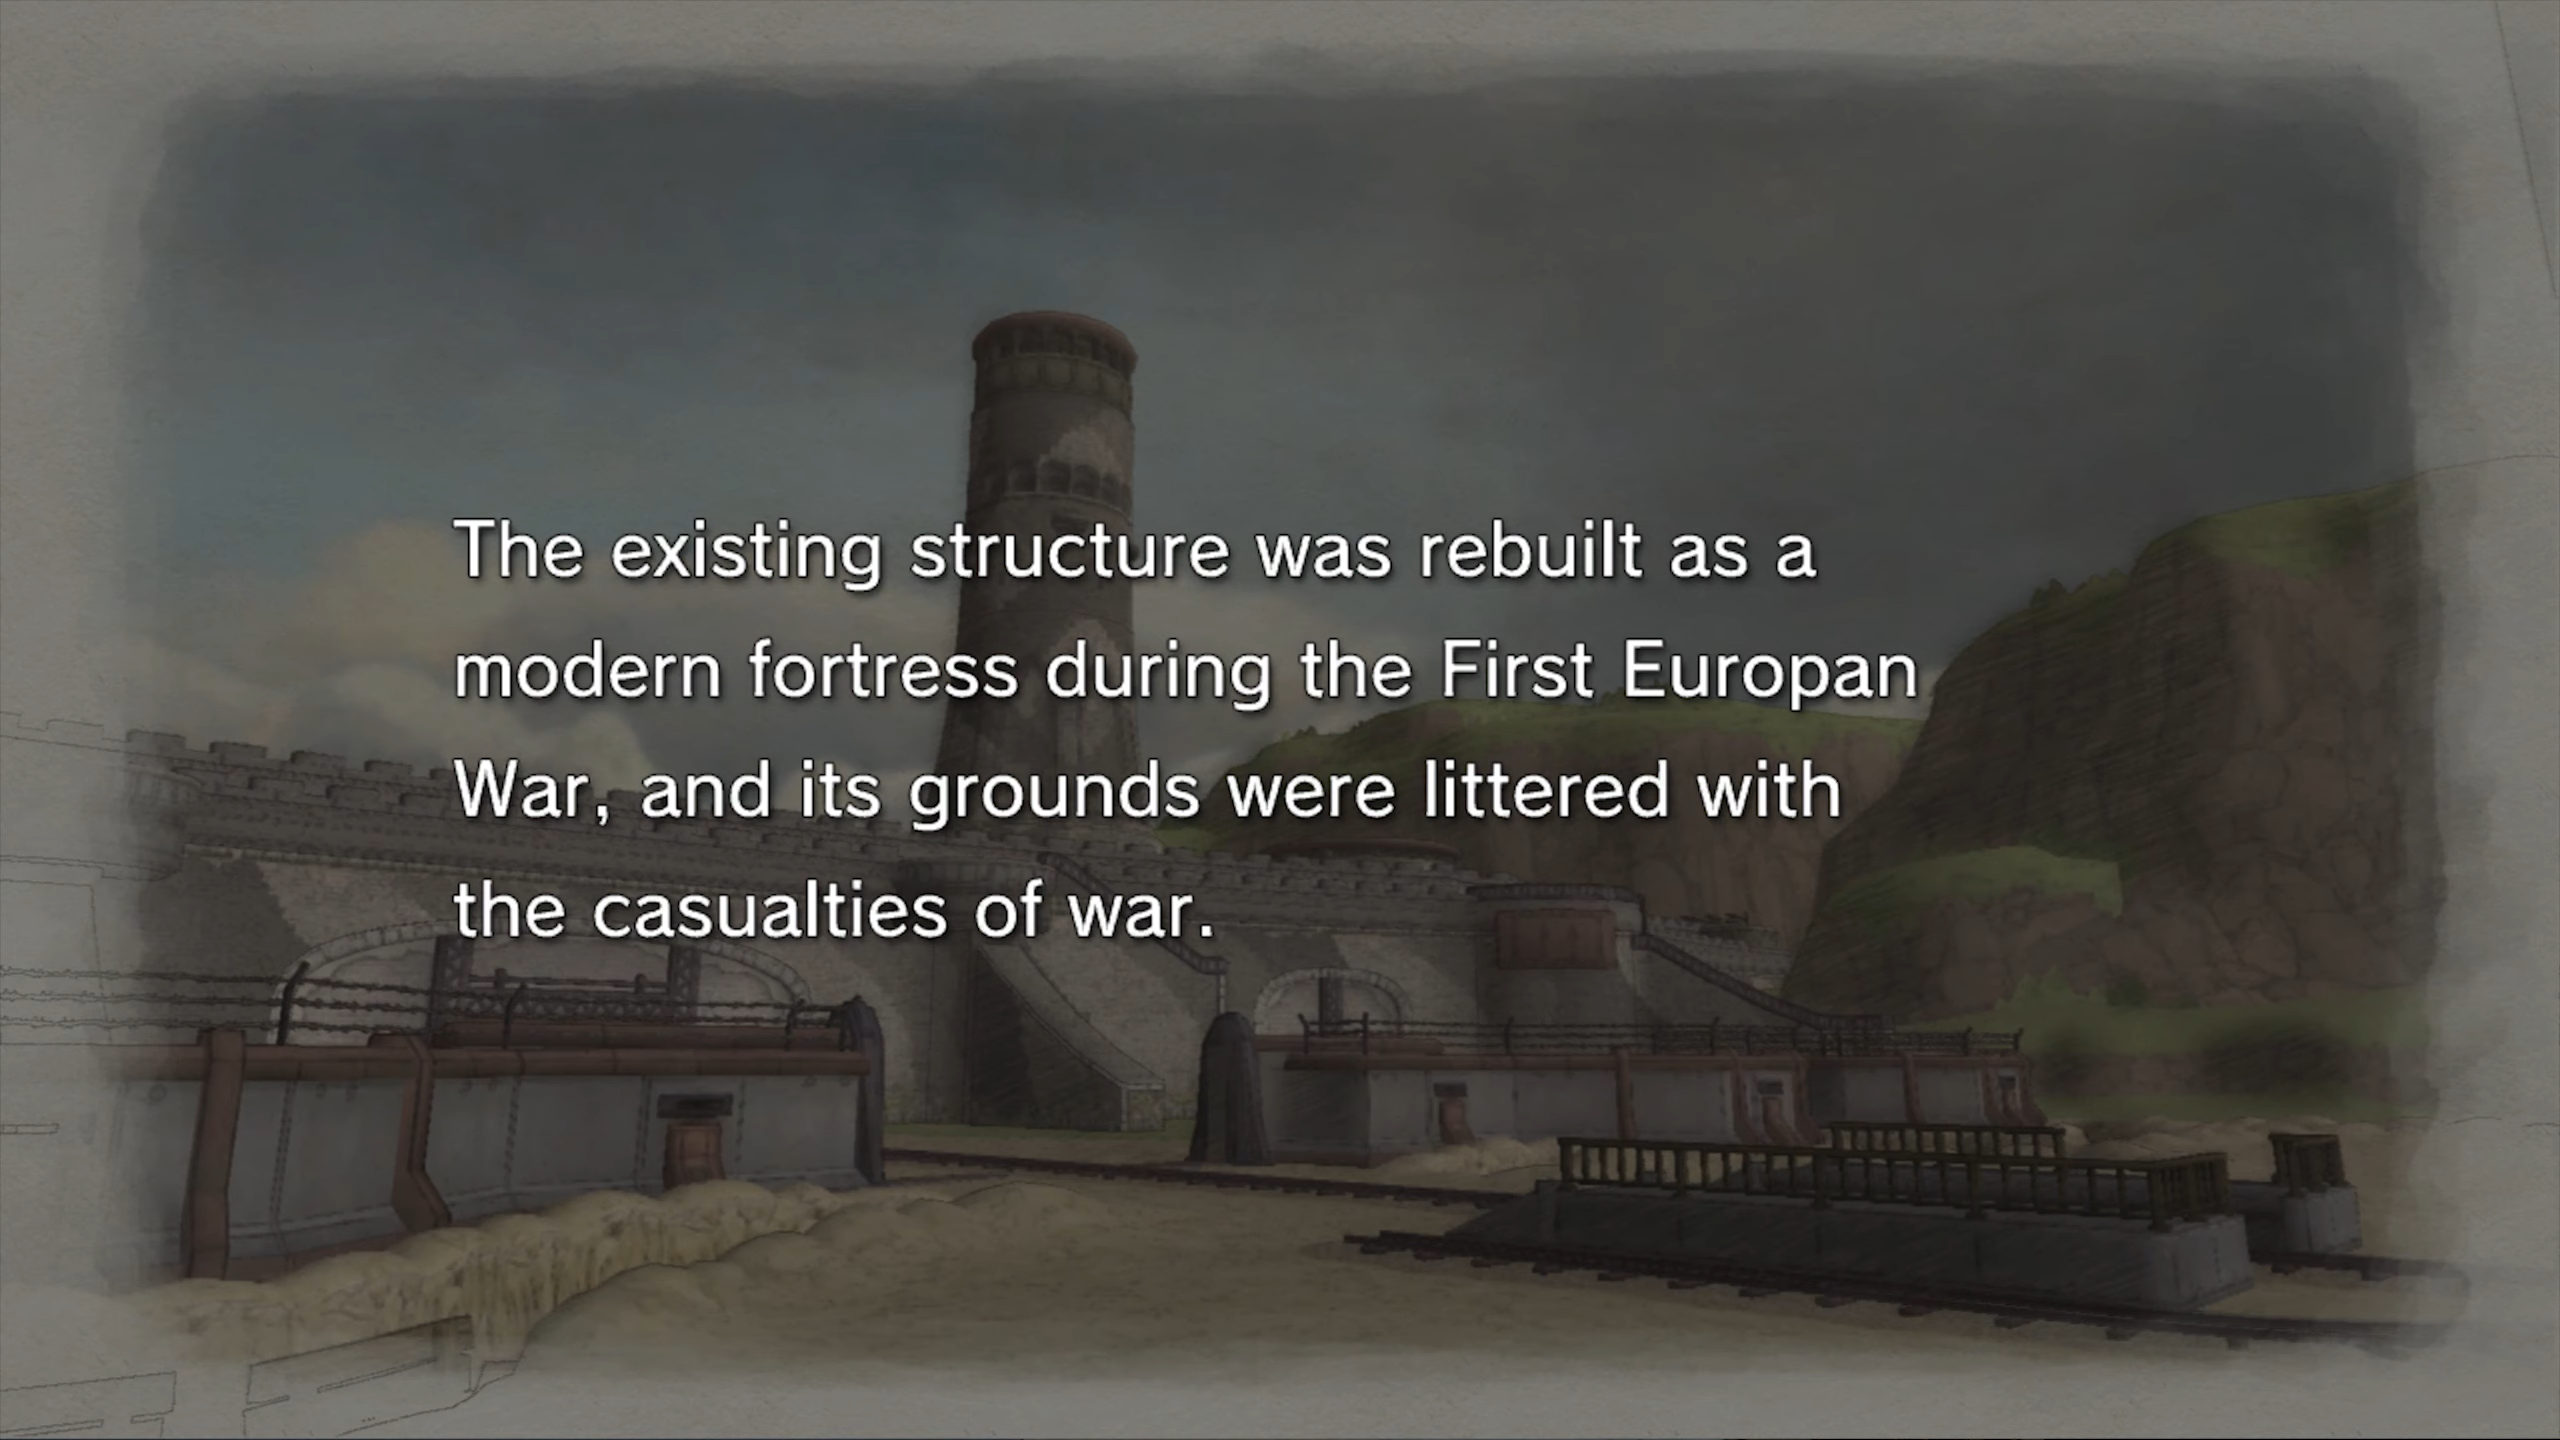 The existing structure was rebuilt as a
modern fortress during the First Europan
War, and its grounds were littered with
the casualties of war.